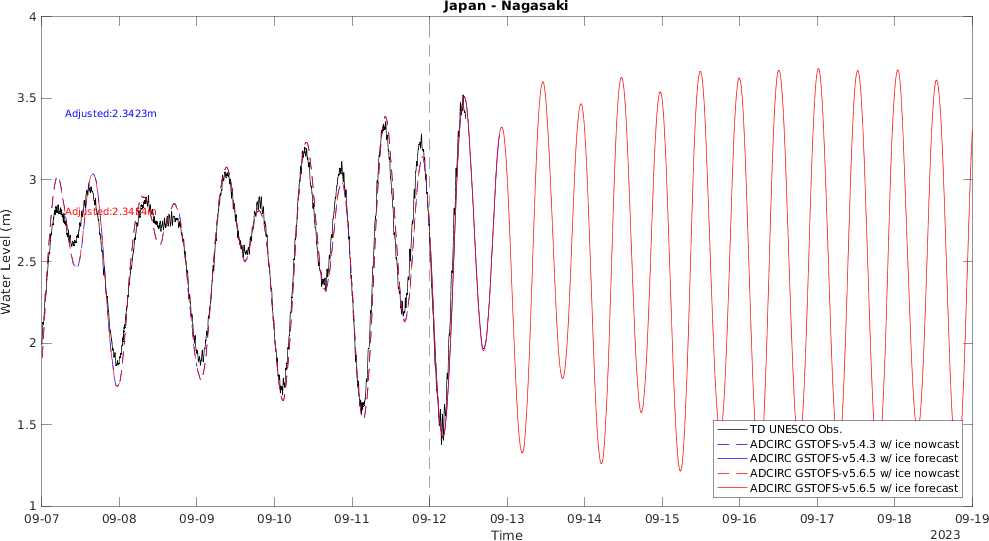 Japan - Nagasaki
4
3.5
3
2.5
2
1.5
1
Water Level (m)
Adjusted:2.3423m
Adjusted:2.3484m
TD UNESCO Obs.
ADCIRC GSTOFS-v5.4.3 w/ ice nowcast
ADCIRC GSTOFS-v5.4.3 w/ ice forecast
ADCIRC GSTOFS-v5.6.5 w/ ice nowcast
ADCIRC GSTOFS-v5.6.5 w/ ice forecast
09-07 09-08 09-09 09-10 09-11 09-12 09-13 09-14 09-15 09-16 09-17 09-18 09-19
Time
2023